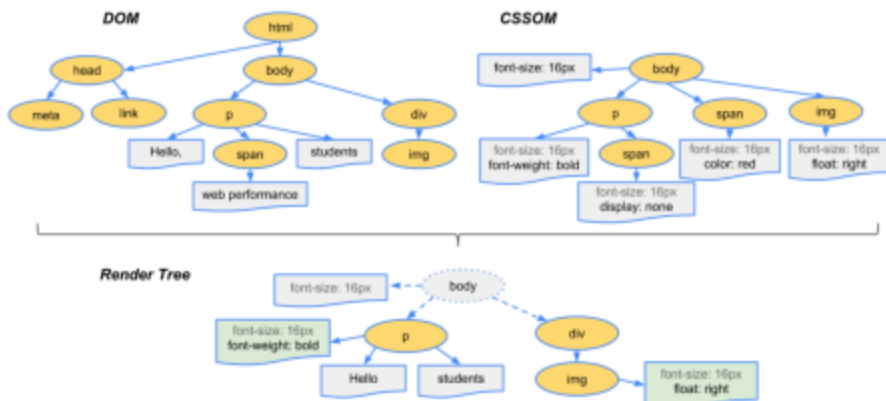 DOM
CSSOM
html
head
body
meta
link
p
div
Hello,
span
students
img
web performance
font-size: 16px
body
p
span
img
font-size: 16px
font-weight: bold
span
font-size: 16px
color: red
font-size: 16px
float: right
font-size: 16px
display: none
Render Tree
font-size: 16px
body
font-size: 16px
font-weight: bold
p
div
Hello
students
img
font-size: 16px
float: right